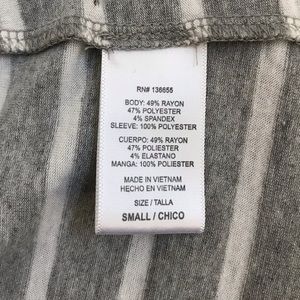 RN# 136655
BODY: 49% RAYON
47% POLYESTER
4% SPANDEX
SLEEVE: 100% POLYESTER
CUERPO: 49% RAYON
47% POLIESTER
4% ELASTANO
MANGA: 100% POLIESTER
MADE IN VIETNAM
HECHO EN VIETNAM
SIZE / TALLA
SMALL / CHICO